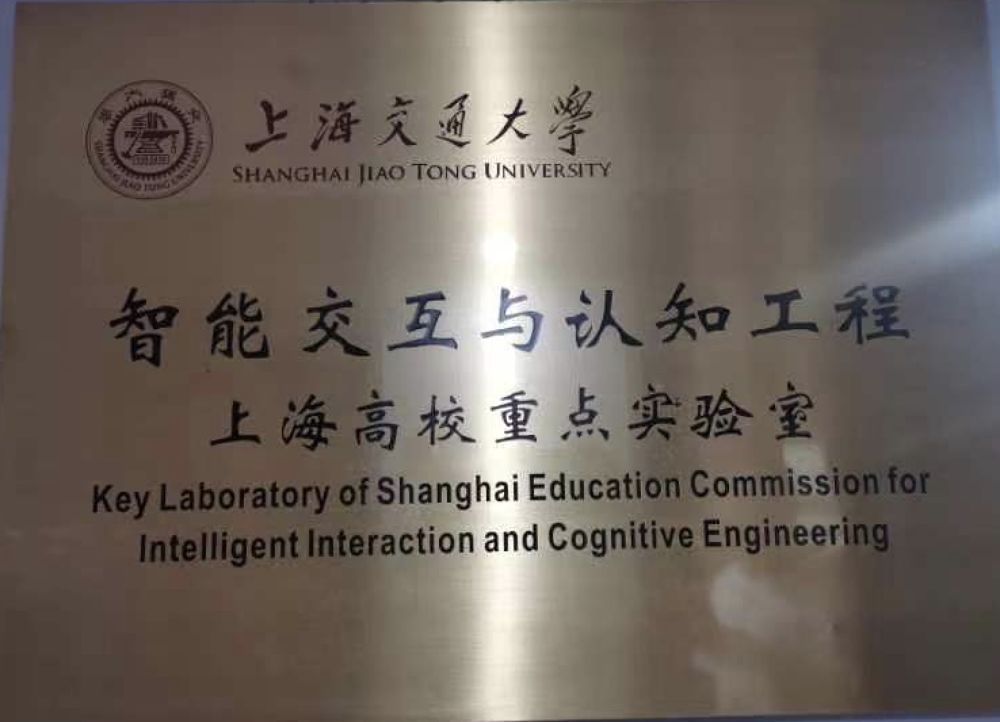 上海交通大學
SHANGHAI JIAO TONG UNIVERSITY
SHANGHAI JIAO TONG UNIVERSITY
智能交互与认知工程
上海高校重点实验室
Key Laboratory of Shanghai Education Commission for
Intelligent Interaction and Cognitive Engineering